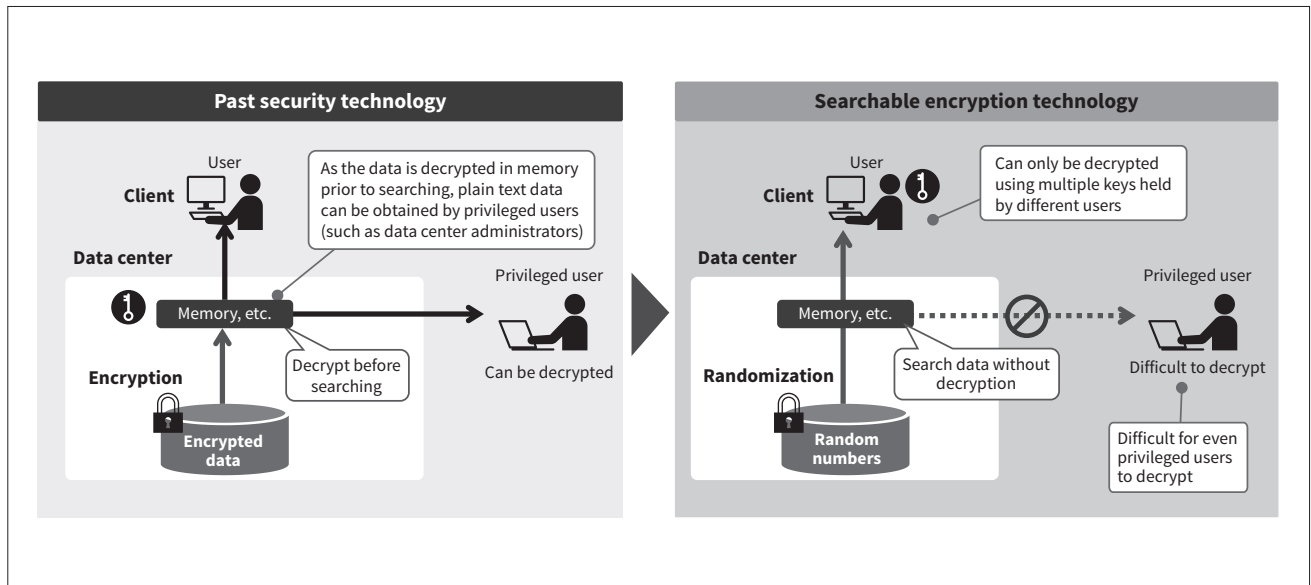 Past security technology
User
Client
As the data is decrypted in memory
prior to searching, plain text data
can be obtained by privileged users
(such as data center administrators)
Data center
Privileged user
Memory, etc.
Decrypt before
searching
Can be decrypted
Encryption
Encrypted
data
Searchable encryption technology
User
Client
Can only be decrypted
using multiple keys held
by different users
Data center
Privileged user
Memory, etc.
Search data without
decryption
Difficult to decrypt
Randomization
Random
numbers
Difficult for even
privileged users
to decrypt